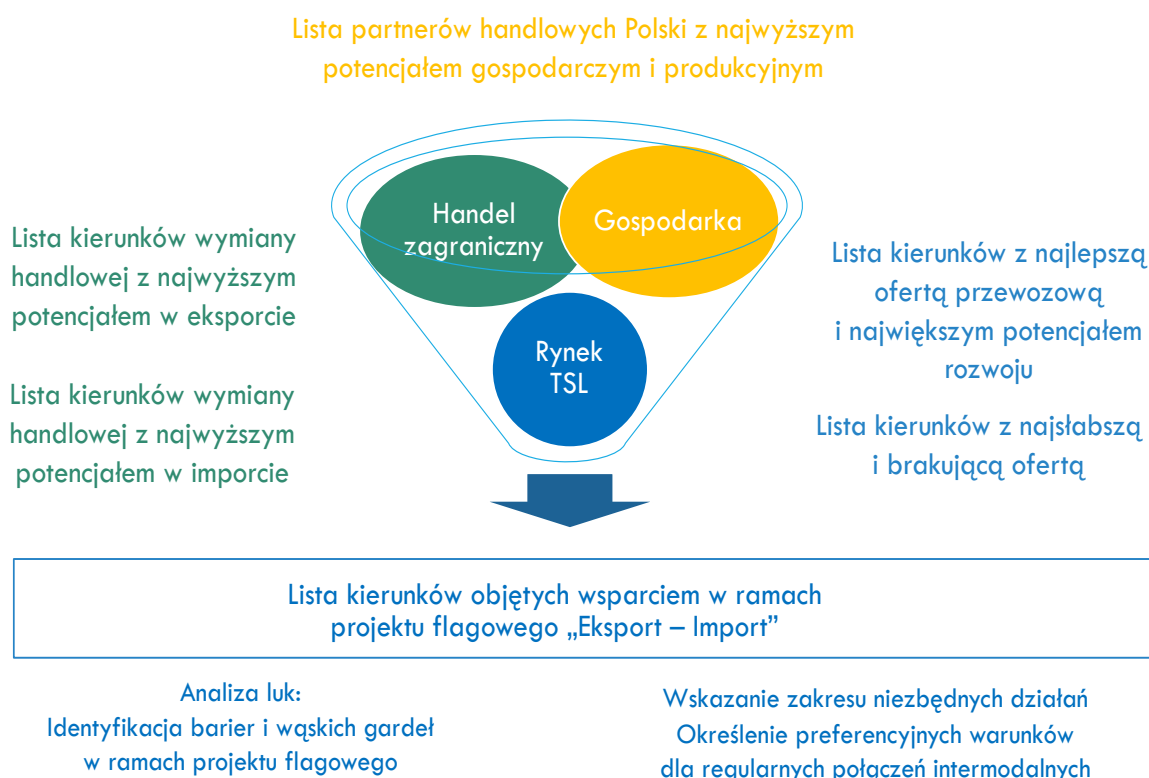 Lista partnerów handlowych Polski z najwyższym
potencjałem gospodarczym i produkcyjnym
Handel
zagraniczny
Gospodarka
Rynek
TSL
Lista kierunków wymiany
handlowej z najwyższym
potencjałem w eksporcie
Lista kierunków wymiany
handlowej z najwyższym
potencjałem w imporcie
Lista kierunków z najlepszą
ofertą przewozową
i największym potencjałem
rozwoju
Lista kierunków z najsłabszą
i brakującą ofertą
Lista kierunków objętych wsparciem w ramach
projektu flagowego „Eksport – Import”
Analiza luk:
Identyfikacja barier i wąskich gardeł
w ramach projektu flagowego
Wskazanie zakresu niezbędnych działań
Określenie preferencyjnych warunków
dla regularnych połączeń intermodalnych